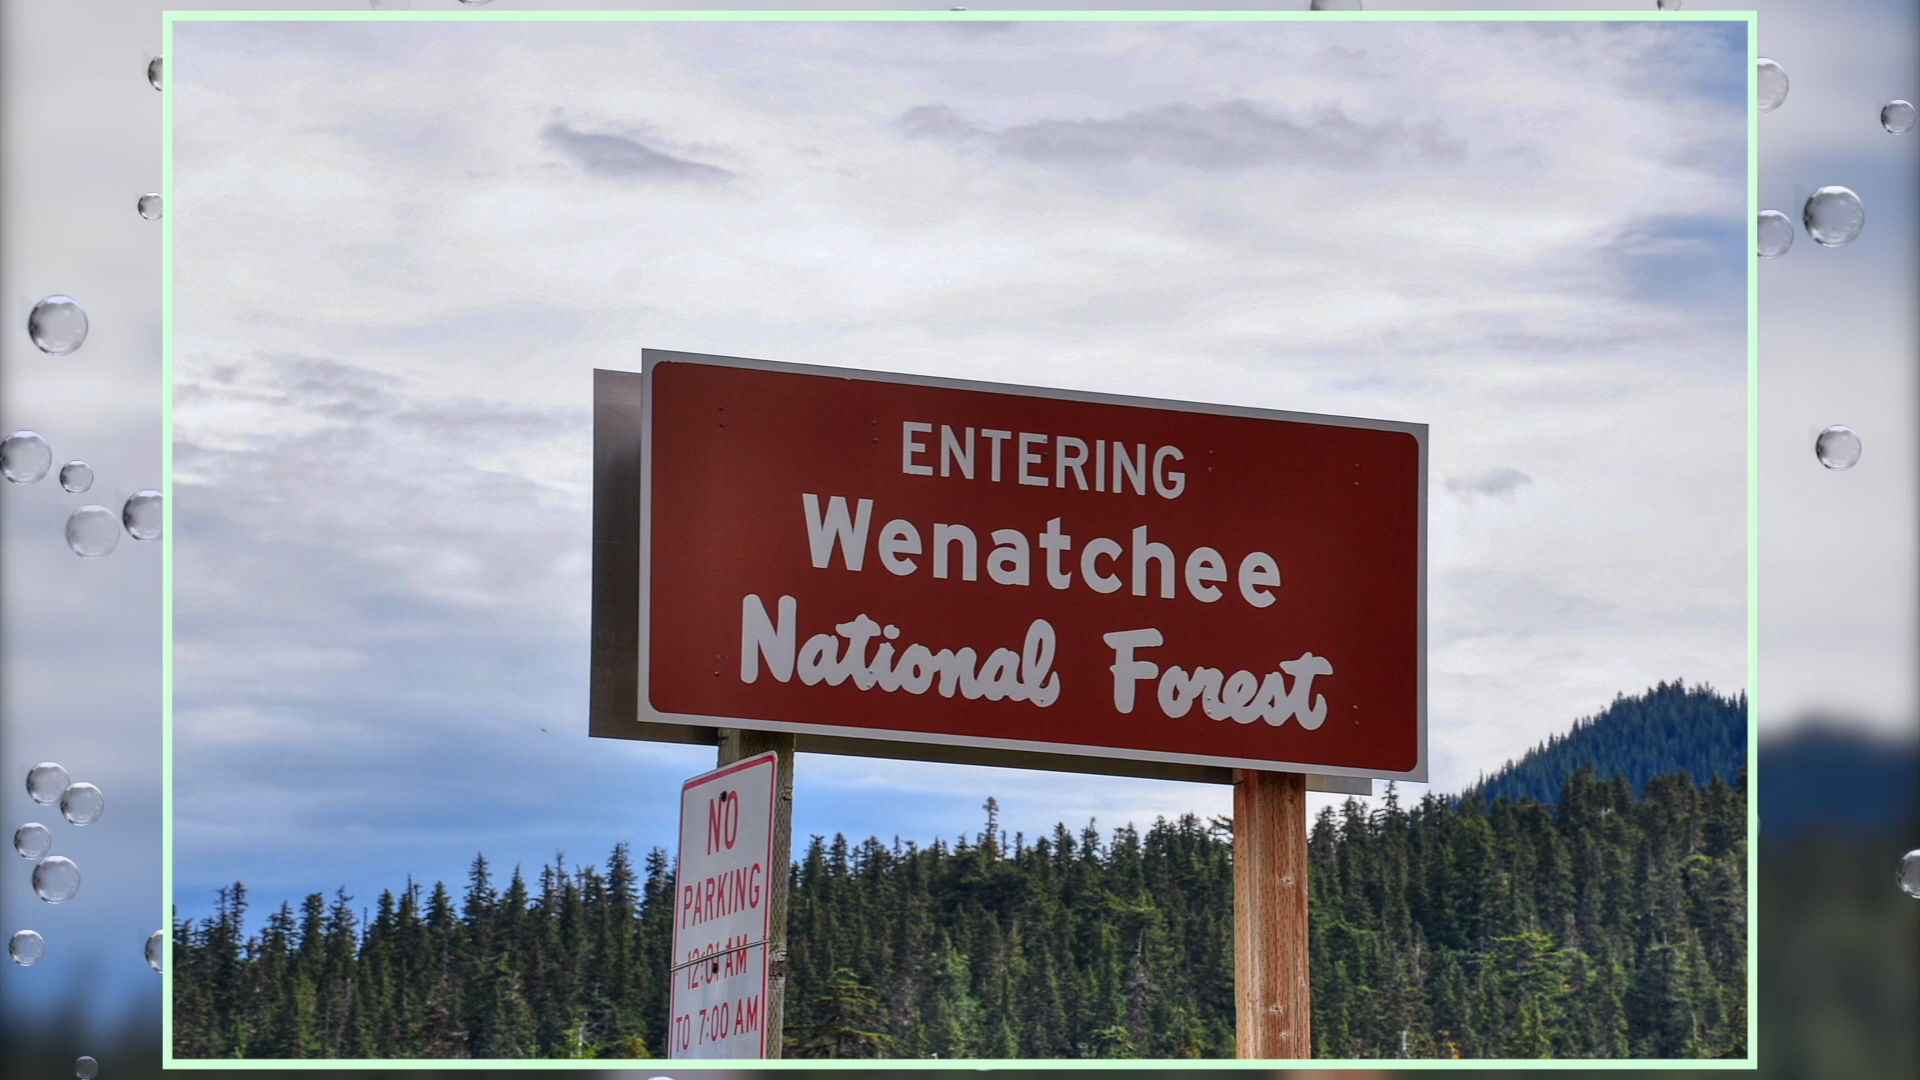 ENTERING
Wenatchee
National Forest
NO
PARKING
12:01 AM
TO 7:00 AM